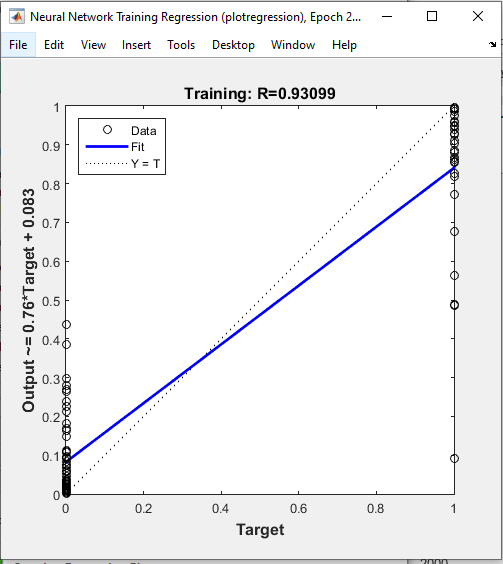 Neural Network Training Regression (plotregression), Epoch 2...
File Edit View Insert Tools Desktop Window Help
Training: R=0.93099
Data
Fit
Y = T
Output ~= 0.76*Target + 0.083
1
0.9
0.8
0.7
0.6
0.5
0.4
0.3
0.2
0.1
0
0 0.2 0.4 0.6 0.8 1
Target